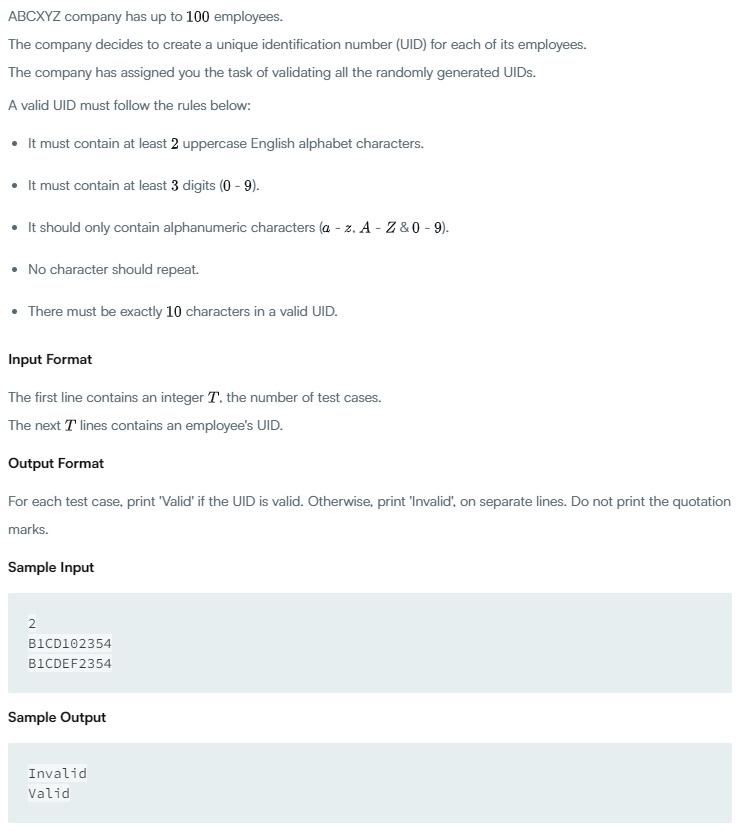 ABCXYZ company has up to 100 employees.
The company decides to create a unique identification number (UID) for each of its employees.
The company has assigned you the task of validating all the randomly generated UIDs.
A valid UID must follow the rules below:
• It must contain at least 2 uppercase English alphabet characters.
• It must contain at least 3 digits (0 - 9).
• It should only contain alphanumeric characters (a - z, A - Z & 0 - 9).
• No character should repeat.
• There must be exactly 10 characters in a valid UID.
Input Format
The first line contains an integer T, the number of test cases.
The next T lines contains an employee's UID.
Output Format
For each test case, print 'Valid' if the UID is valid. Otherwise, print 'Invalid', on separate lines. Do not print the quotation
marks.
Sample Input
2
B1CD102354
B1CDEF2354
Sample Output
Invalid
Valid